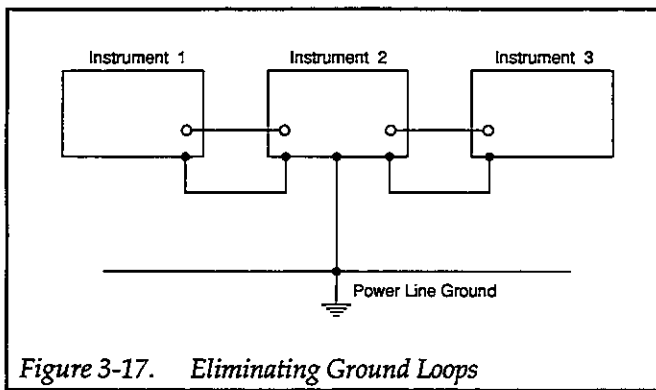 Instrument 1 Instrument 2 Instrument 3
Power Line Ground
Figure 3-17. Eliminating Ground Loops